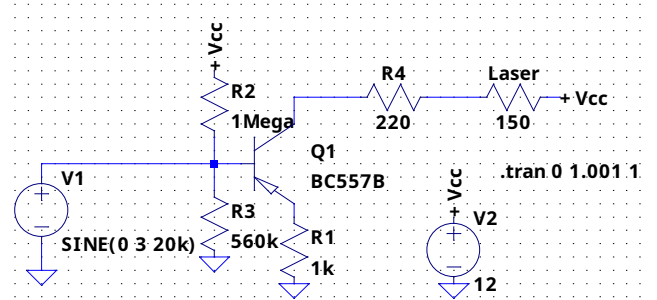 + Vcc
R4
Laser
R2
+ Vcc
1Mega
220
150
Q1
V1
BC557B
.tran 0 1.001 1
+ Vcc
R3
V2
SINE(0 3 20k)
560k
R1
1k
12